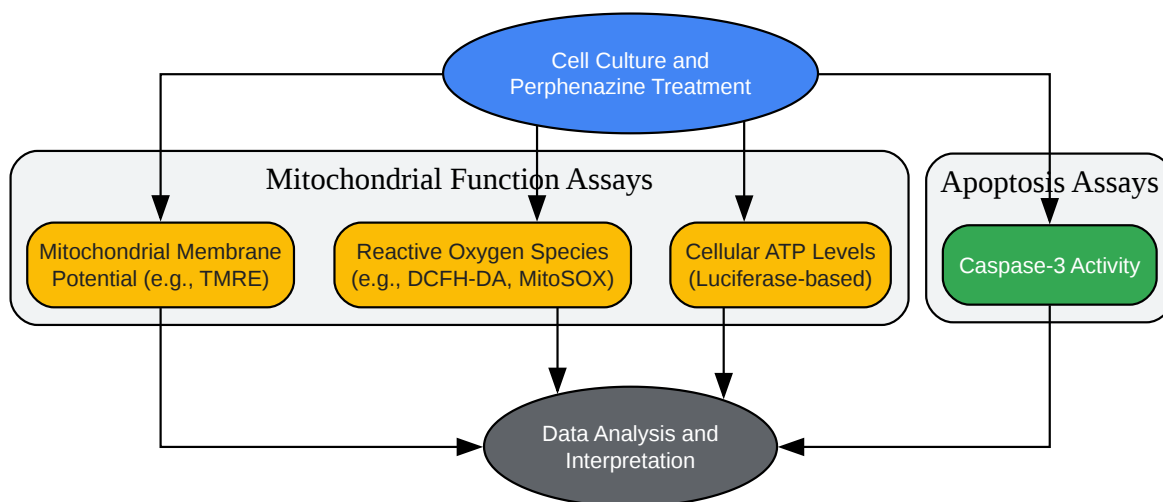 Cell Culture and
Perphenazine Treatment
Mitochondrial Function Assays
Apoptosis Assays
Mitochondrial Membrane
Potential (e.g., TMRE)
Reactive Oxygen Species
(e.g., DCFH-DA, MitoSOX)
Cellular ATP Levels
(Luciferase-based)
Caspase-3 Activity
Data Analysis and
Interpretation